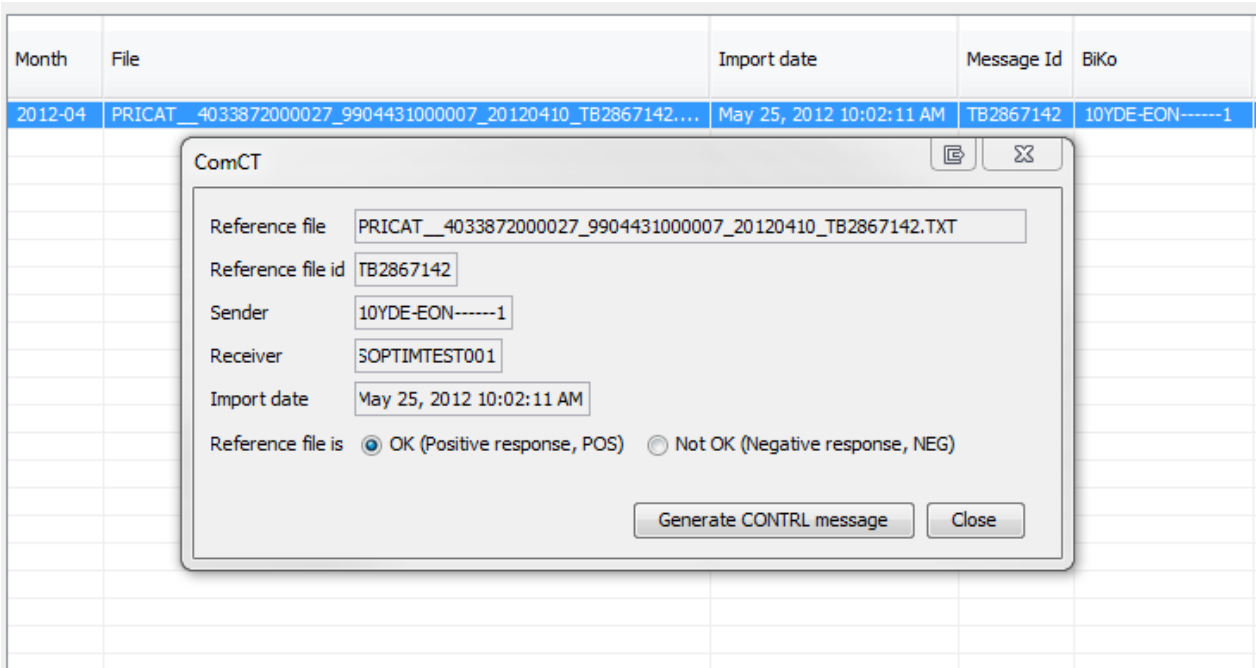 Month File Import date Message Id BiKo
2012-04 PRICAT__4033872000027_9904431000007_20120410_TB2867142.... May 25, 2012 10:02:11 AM TB2867142 10YDE-EON------1
ComCT
Reference file PRICAT__4033872000027_9904431000007_20120410_TB2867142.TXT
Reference file id TB2867142
Sender 10YDE-EON------1
Receiver SOPTIMTEST001
Import date May 25, 2012 10:02:11 AM
Reference file is OK (Positive response, POS) Not OK (Negative response, NEG)
Generate CONTRL message Close